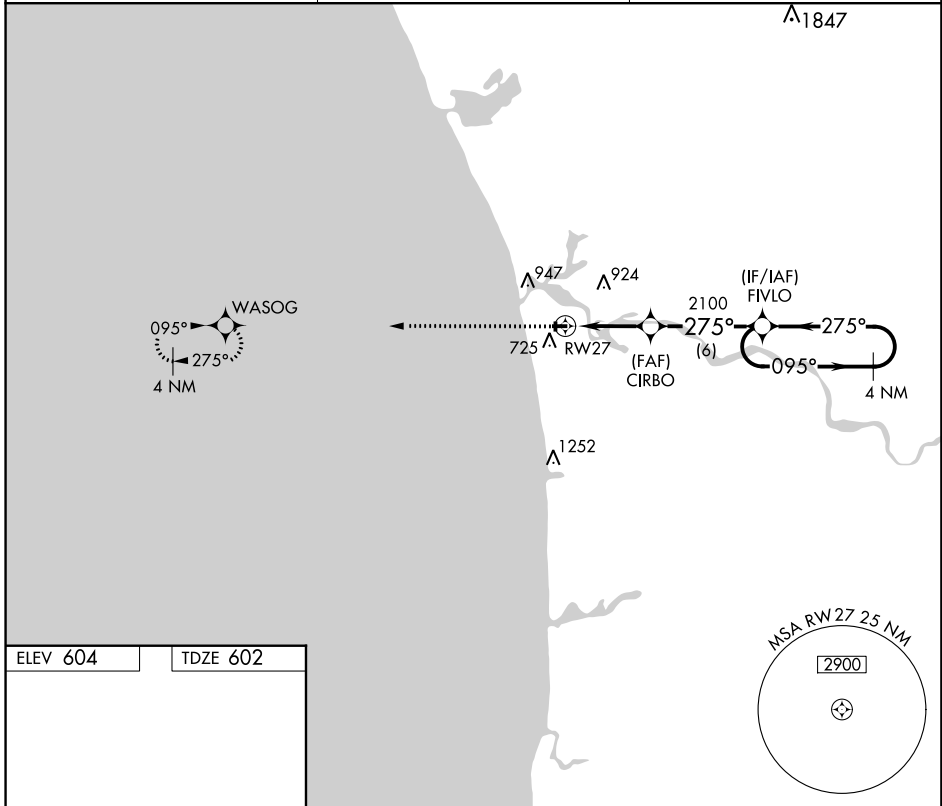 1847
947
924
(IF/IAF)
FIVLO
2100
275°
(6)
275°
095°
4 NM
WASOG
095°
275°
4 NM
725
RW27
(FAF)
CIRBO
1252
MSA RW27 25 NM
2900
ELEV 604
TDZE 602